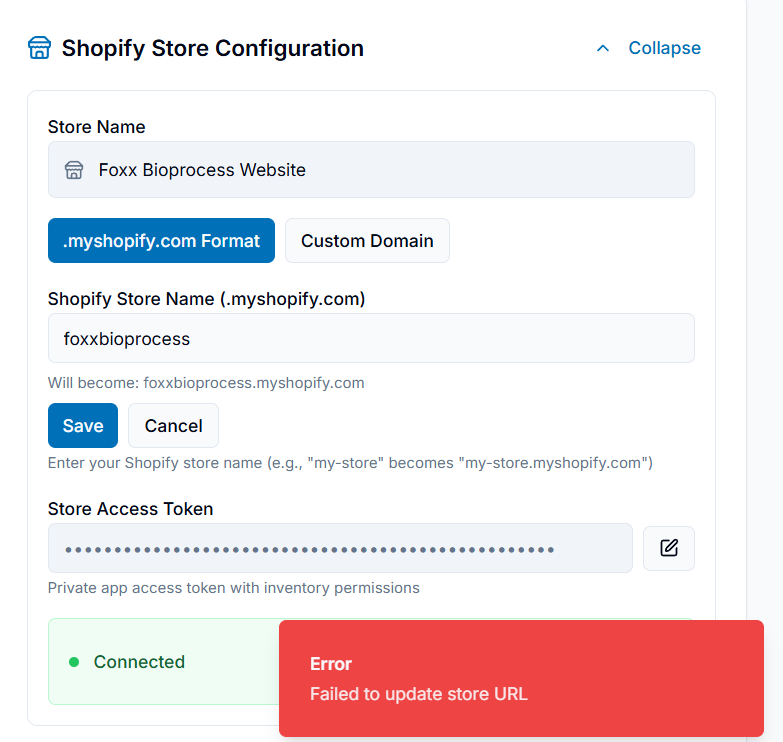 Shopify Store Configuration
Collapse
Store Name
Foxx Bioprocess Website
.myshopify.com Format
Custom Domain
Shopify Store Name (.myshopify.com)
foxxbioprocess
Will become: foxxbioprocess.myshopify.com
Save
Cancel
Enter your Shopify store name (e.g., "my-store" becomes "my-store.myshopify.com")
Store Access Token
••••••••••••••••••••••••••••••••••••••••••••••••••
Private app access token with inventory permissions
Connected
Error
Failed to update store URL